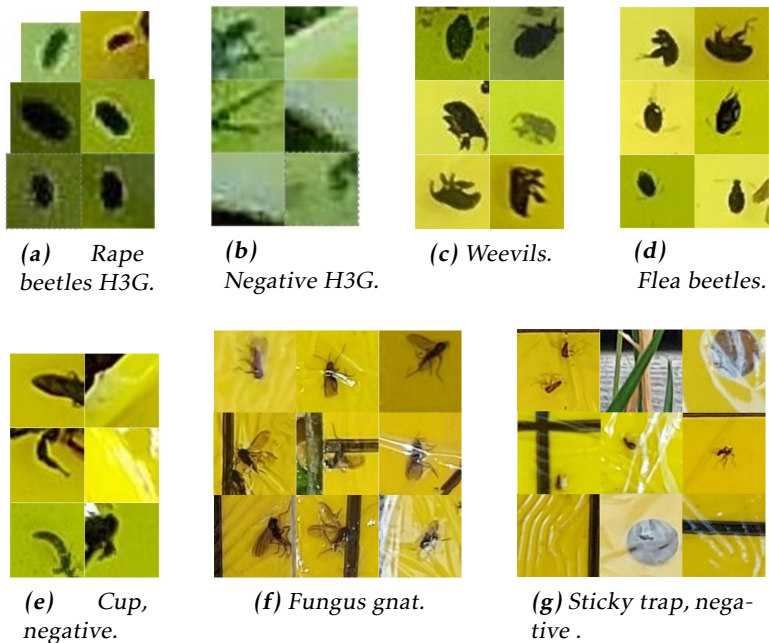 (a) Rape
beetles H3G.
(b)
Negative H3G.
(c) Weevils.
(d)
Flea beetles.
(e) Cup,
negative.
(f) Fungus gnat.
(g) Sticky trap, nega-
tive .